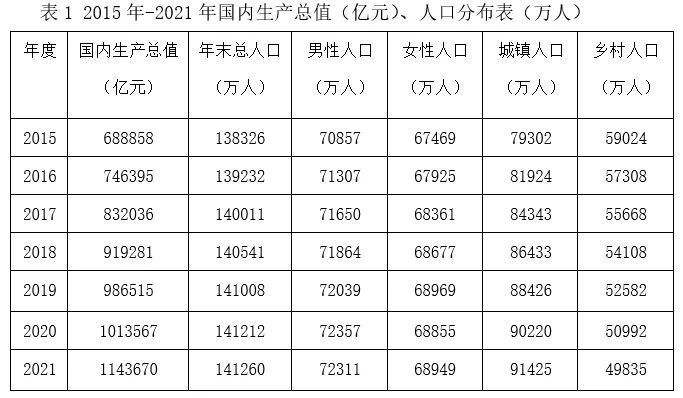 表 1 2015 年-2021 年国内生产总值（亿元）、人口分布表（万人）
年度 国内生产总值 年末总人口 男性人口 女性人口 城镇人口 乡村人口
（亿元） （万人） （万人） （万人） （万人） （万人）
2015 688858 138326 70857 67469 79302 59024
2016 746395 139232 71307 67925 81924 57308
2017 832036 140011 71650 68361 84343 55668
2018 919281 140541 71864 68677 86433 54108
2019 986515 141008 72039 68969 88426 52582
2020 1013567 141212 72357 68855 90220 50992
2021 1143670 141260 72311 68949 91425 49835